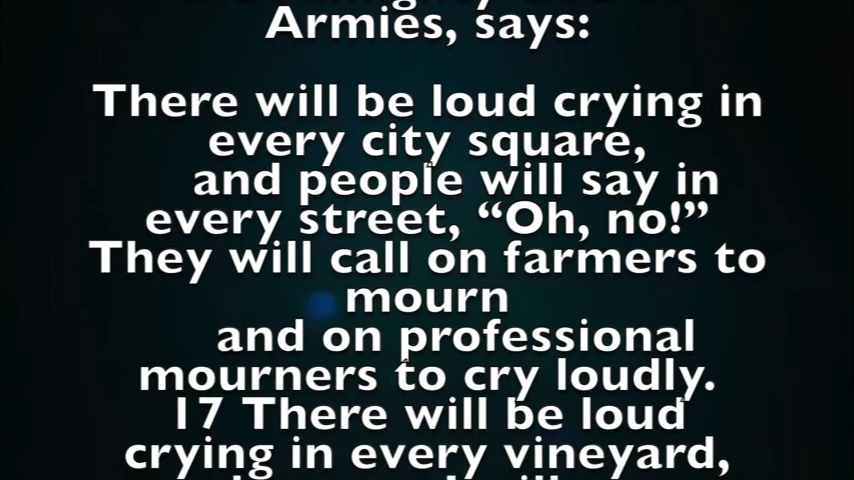 Armies, says:
There will be loud crying in
every city square,
and people will say in
every street, “Oh, no!”
They will call on farmers to
mourn
and on professional
mourners to cry loudly.
17 There will be loud
crying in every vineyard,